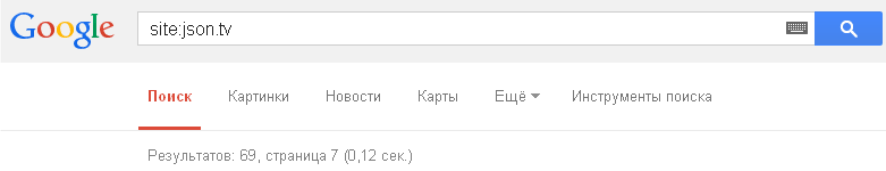 Google site:json.tv
Поиск Картинки Новости Карты Ещё Инструменты поиска
Результатов: 69, страница 7 (0,12 сек.)